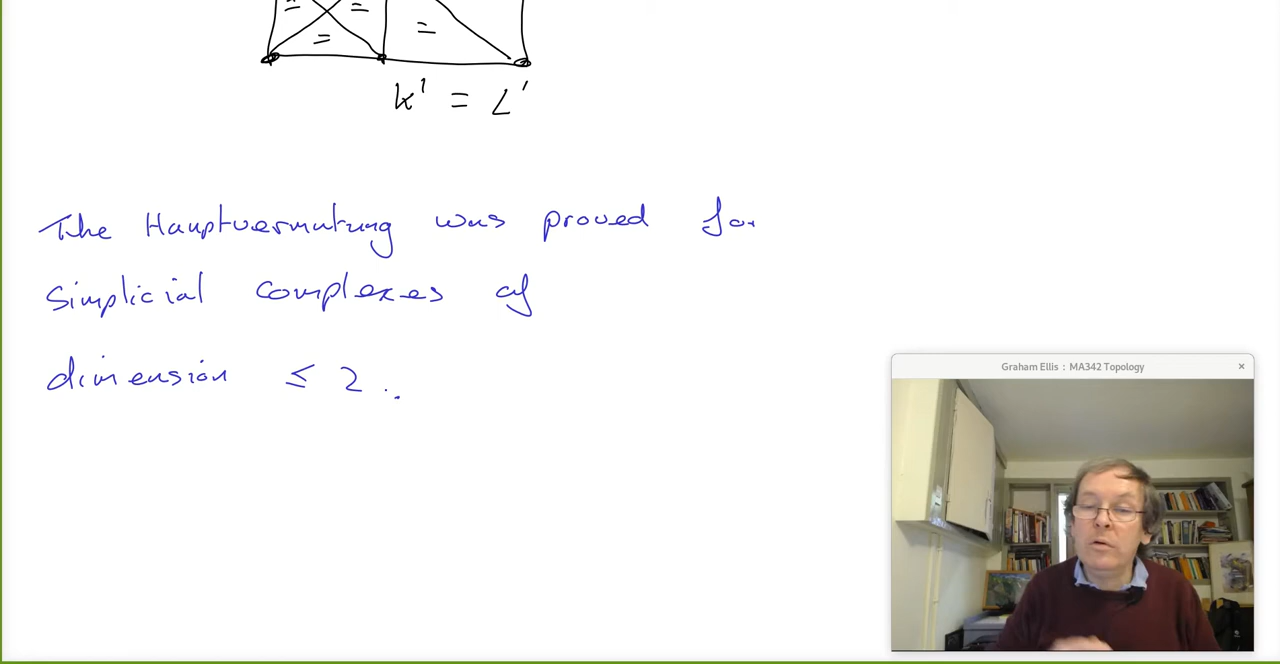 K' = L'
The Hauptvermutung was proved for
simplicial complexes of
dimension ≤ 2 .
Graham Ellis : MA342 Topology